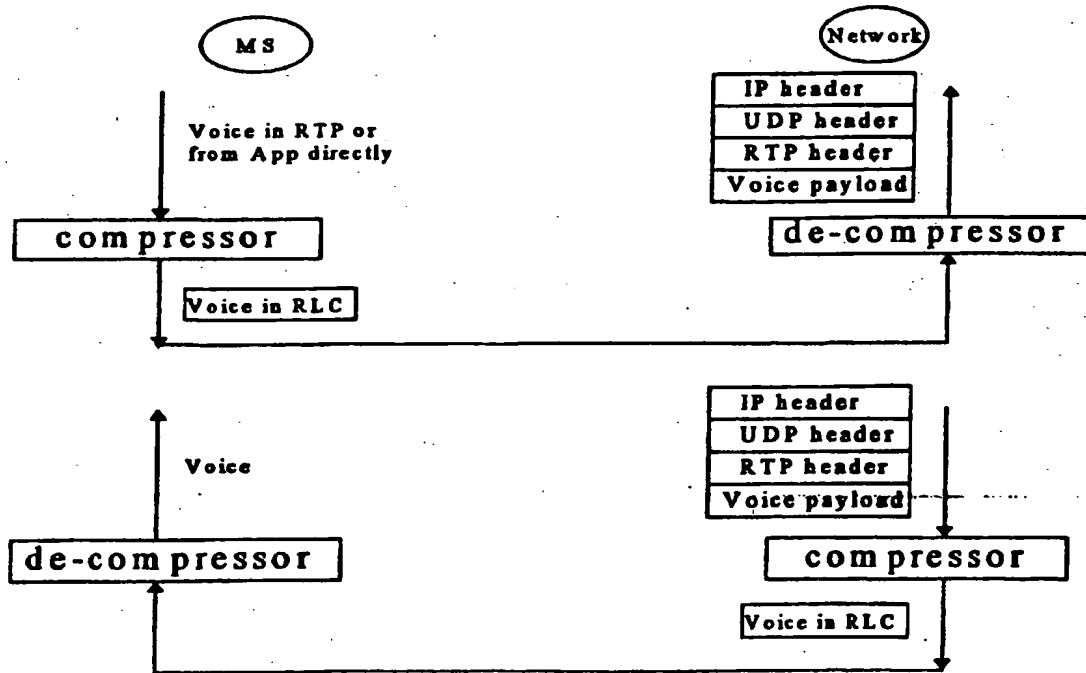 MS
Network
IP header
UDP header
RTP header
Voice payload
Voice in RTP or
from App directly
compressor
de-compressor
Voice in RLC
IP header
UDP header
RTP header
Voice payload
Voice
de-compressor
compressor
Voice in RLC